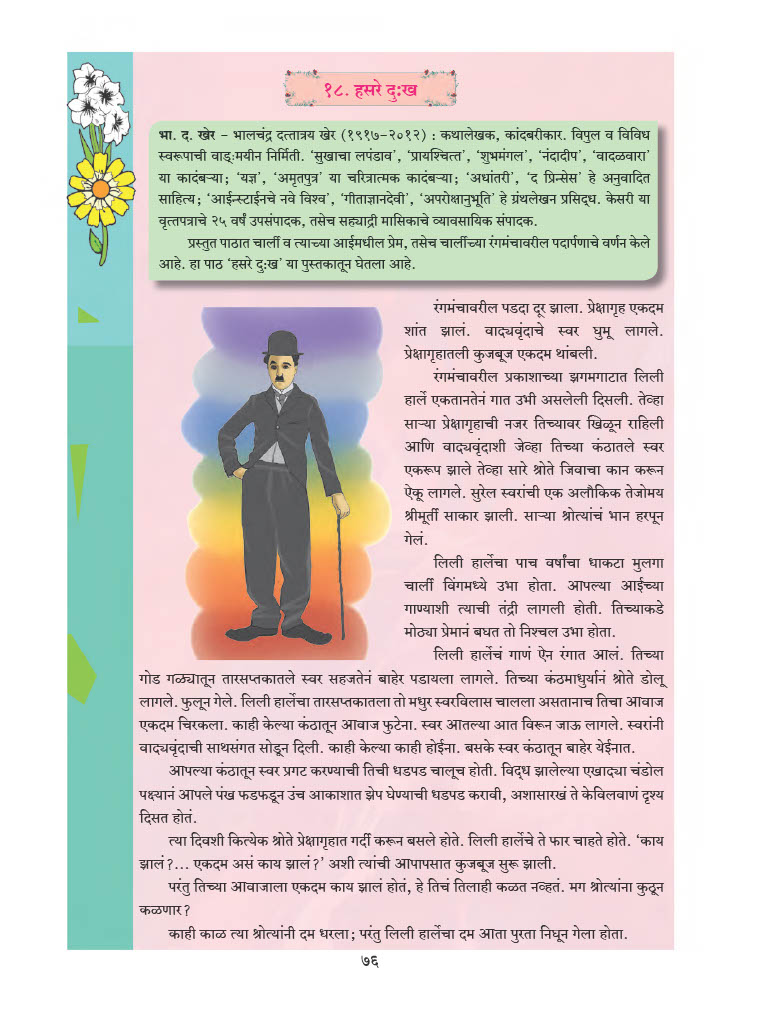 १८. हसरे दुःख
भा. द. खेर – भालचंद्र दत्तात्रय खेर (१९१७-२०१२) : कथालेखक, कादंबरीकार. विपुल व विविध
स्वरूपाची वाङ्‌मयीन निर्मिती. ‘सुखाचा लपंडाव’, ‘प्रायश्चित्त’, ‘शुभमंगल’, ‘नंदादीप’, ‘वादळवारा’
या कादंबऱ्या; ‘यज्ञ’, ‘अमृतपुत्र’ या चरित्रात्मक कादंबऱ्या; ‘अधांतरी’, ‘द प्रिन्सेस’ हे अनुवादित
साहित्य; ‘आईन्स्टाईनचे नवे विश्व’, ‘गीताज्ञानदेवी’, ‘अपरोक्षानुभूति’ हे ग्रंथलेखन प्रसिद्ध. केसरी या
वृत्तपत्राचे २५ वर्षं उपसंपादक, तसेच सह्याद्री मासिकाचे व्यावसायिक संपादक.
प्रस्तुत पाठात चार्ली व त्याच्या आईमधील प्रेम, तसेच चार्लीच्या रंगमंचावरील पदार्पणाचे वर्णन केले
आहे. हा पाठ ‘हसरे दुःख’ या पुस्तकातून घेतला आहे.
रंगमंचावरील पडदा दूर झाला. प्रेक्षागृह एकदम
शांत झालं. वाद्यवृंदाचे स्वर घुमू लागले.
प्रेक्षागृहातली कुजबूज एकदम थांबली.
रंगमंचावरील प्रकाशाच्या झगमगाटात लिली
हार्ले एकतानतेनं गात उभी असलेली दिसली. तेव्हा
साऱ्या प्रेक्षागृहाची नजर तिच्यावर खिळून राहिली
आणि वाद्यवृंदाशी जेव्हा तिच्या कंठातले स्वर
एकरूप झाले तेव्हा सारे श्रोते जिवाचा कान करून
ऐकू लागले. सुरेल स्वरांची एक अलौकिक तेजोमय
श्रीमूर्ती साकार झाली. साऱ्या श्रोत्यांचं भान हरपून
गेलं.
लिली हार्लेचा पाच वर्षांचा धाकटा मुलगा
चार्ली विंगमध्ये उभा होता. आपल्या आईच्या
गाण्याशी त्याची तंद्री लागली होती. तिच्याकडे
मोठ्या प्रेमानं बघत तो निश्चल उभा होता.
लिली हार्लेचं गाणं ऐन रंगात आलं. तिच्या
गोड गळ्यातून तारसप्तकातले स्वर सहजतेनं बाहेर पडायला लागले. तिच्या कंठमाधुर्यानं श्रोते डोलू
लागले. फुलून गेले. लिली हार्लेचा तारसप्तकातला तो मधुर स्वरविलास चालला असतानाच तिचा आवाज
एकदम चिरकला. काही केल्या कंठातून आवाज फुटेना. स्वर आतल्या आत विरून जाऊ लागले. स्वरांनी
वाद्यवृंदाची साथसंगत सोडून दिली. काही केल्या काही होईना. बसके स्वर कंठातून बाहेर येईनात.
आपल्या कंठातून स्वर प्रगट करण्याची तिची धडपड चालूच होती. विद्ध झालेल्या एखाद्या चंडोल
पक्ष्यानं आपले पंख फडफडून उंच आकाशात झेप घेण्याची धडपड करावी, अशासारखं ते केविलवाणं दृश्य
दिसत होतं.
त्या दिवशी कित्येक श्रोते प्रेक्षागृहात गर्दी करून बसले होते. लिली हार्लेचे ते फार चाहते होते. ‘काय
झालं?... एकदम असं काय झालं?’ अशी त्यांची आपापसात कुजबूज सुरू झाली.
परंतु तिच्या आवाजाला एकदम काय झालं होतं, हे तिचं तिलाही कळत नव्हतं. मग श्रोत्यांना कुठून
कळणार?
काही काळ त्या श्रोत्यांनी दम धरला; परंतु लिली हार्लेचा दम आता पुरता निघून गेला होता.
७६